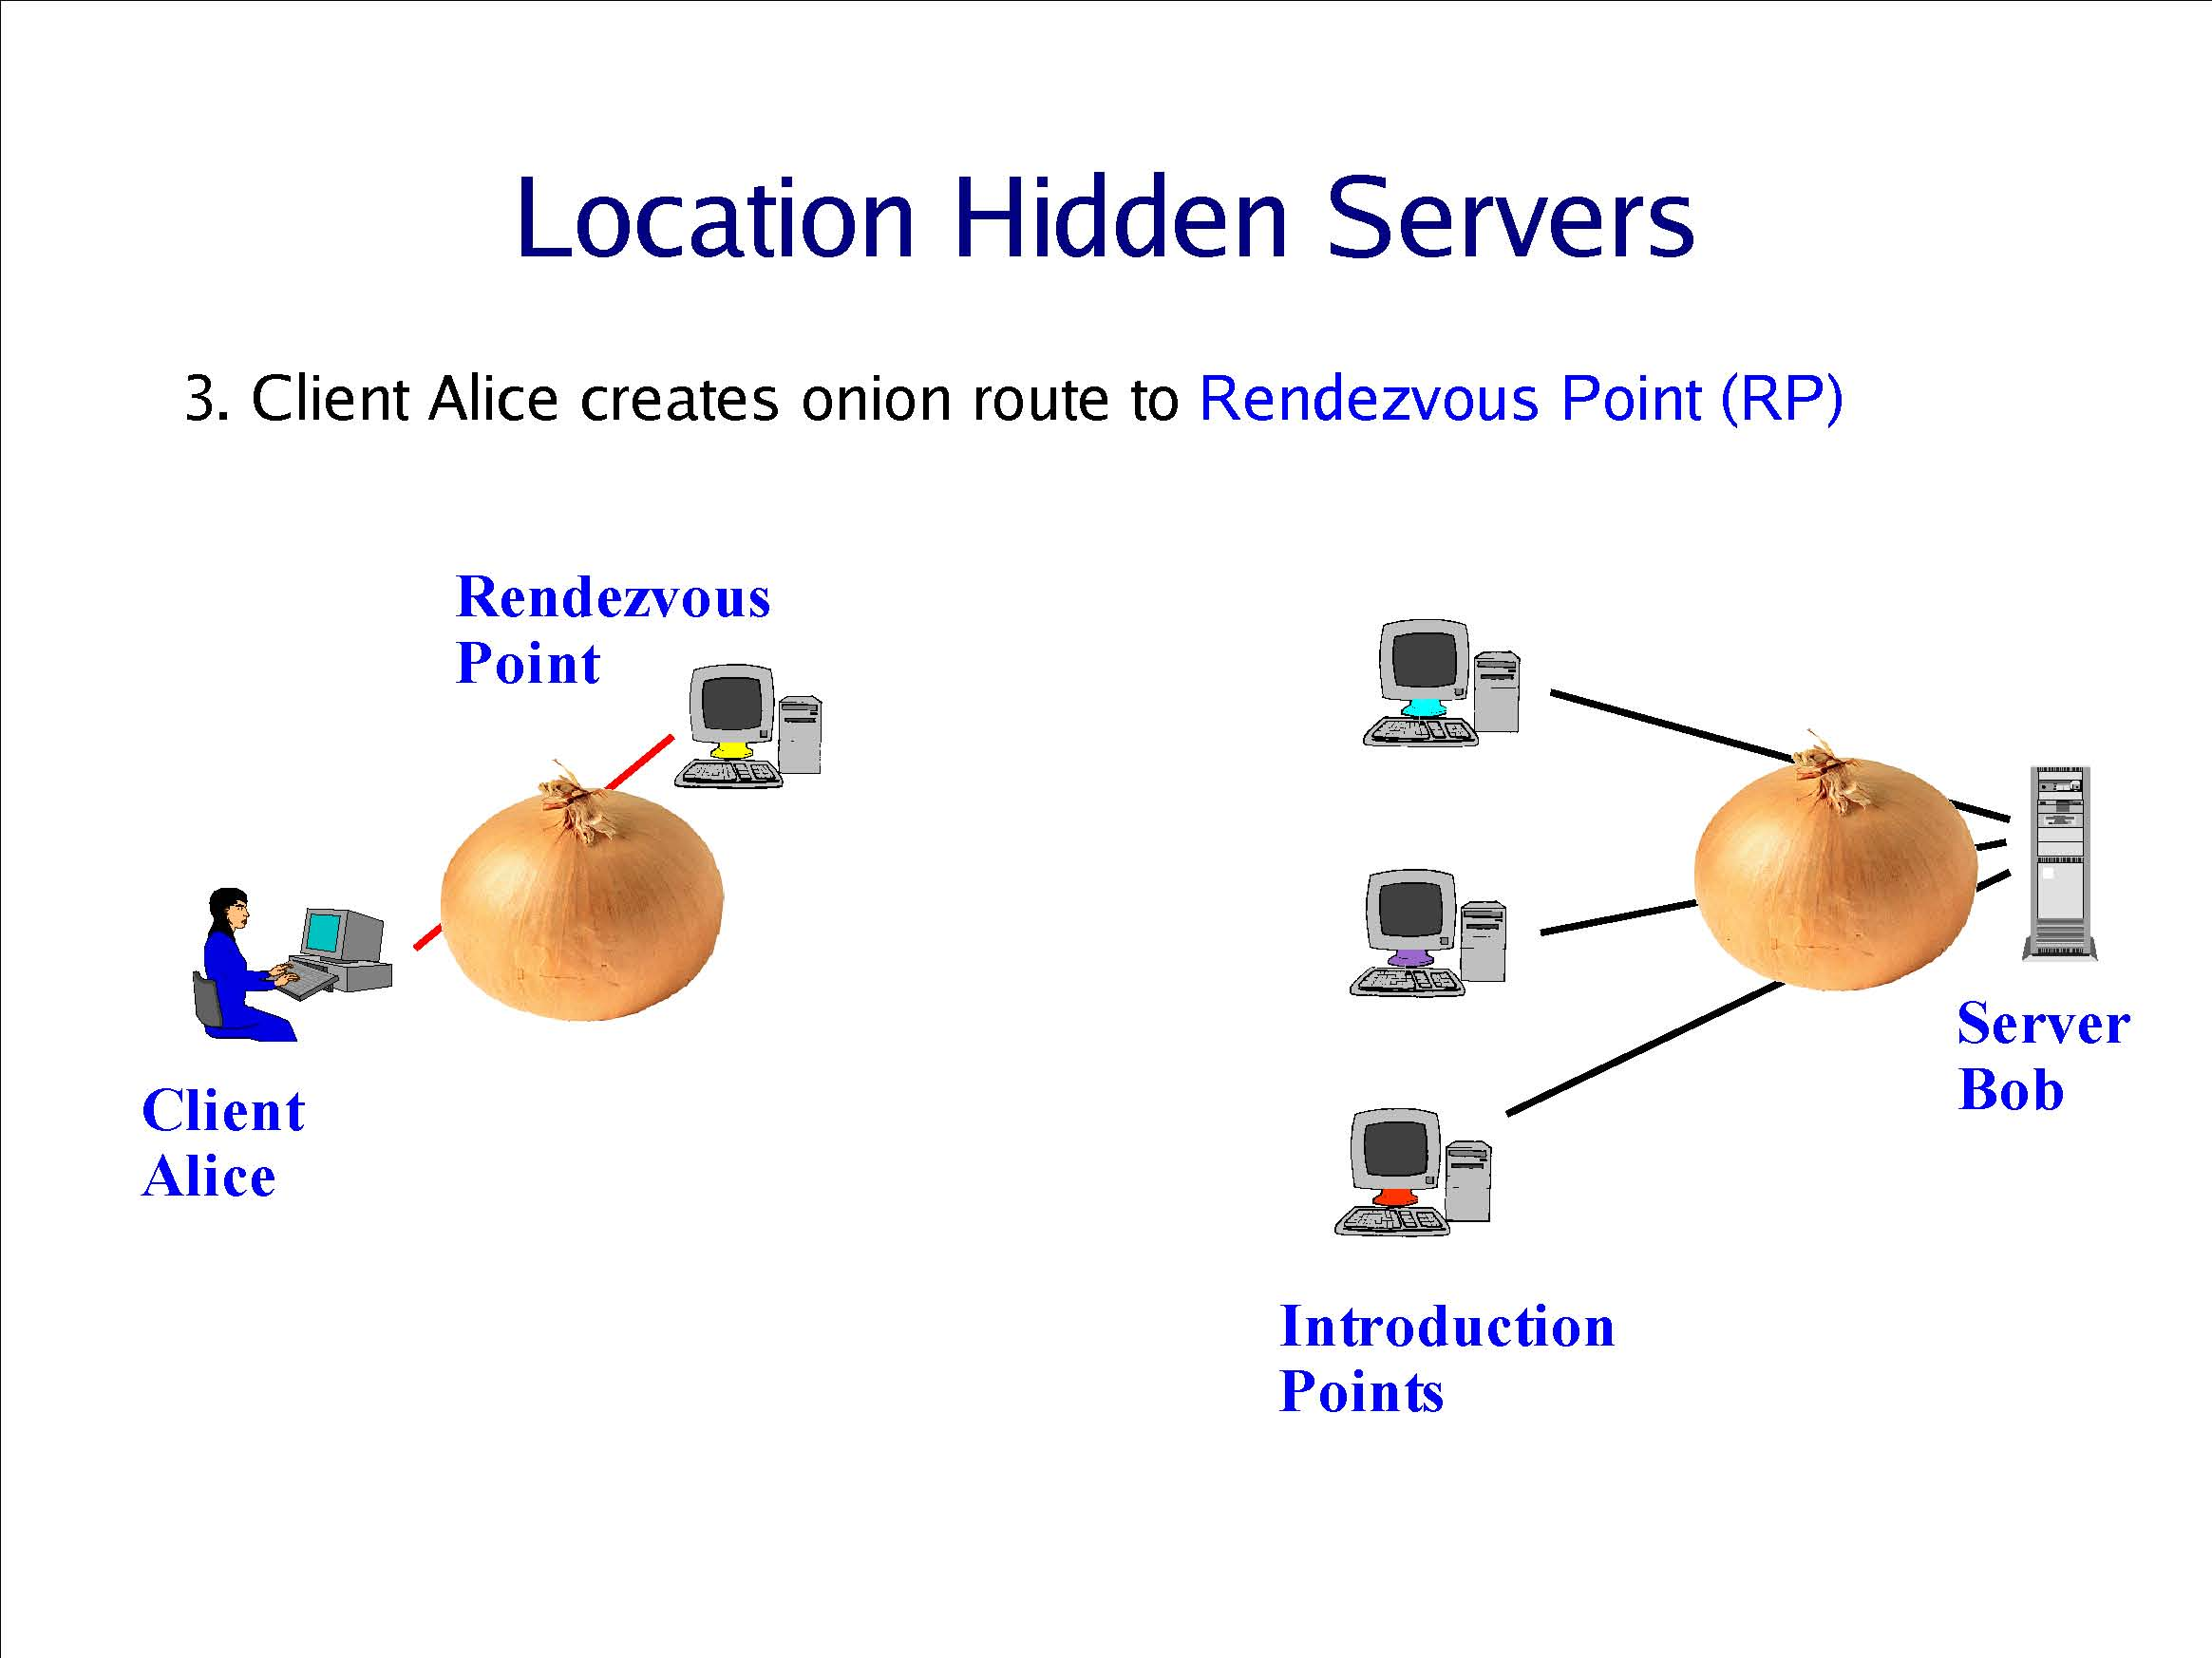 Location Hidden Servers
3. Client Alice creates onion route to Rendezvous Point (RP)
Rendezvous
Point
Client
Alice
Server
Bob
Introduction
Points